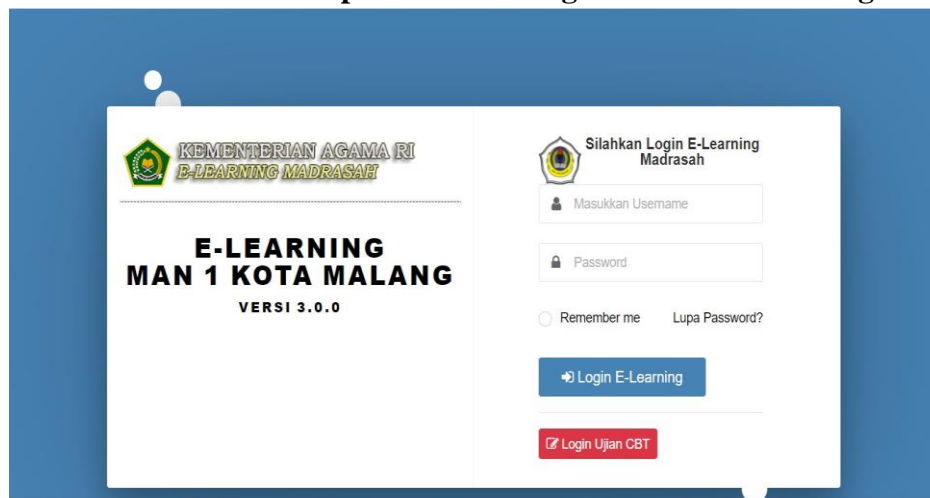 KEMENTERIAN AGAMA RI
E-LEARNING MADRASAH
E-LEARNING
MAN 1 KOTA MALANG
VERSI 3.0.0
Silahkan Login E-Learning
Madrasah
Masukkan Username
Password
Remember me Lupa Password?
Login E-Learning
Login Ujian CBT